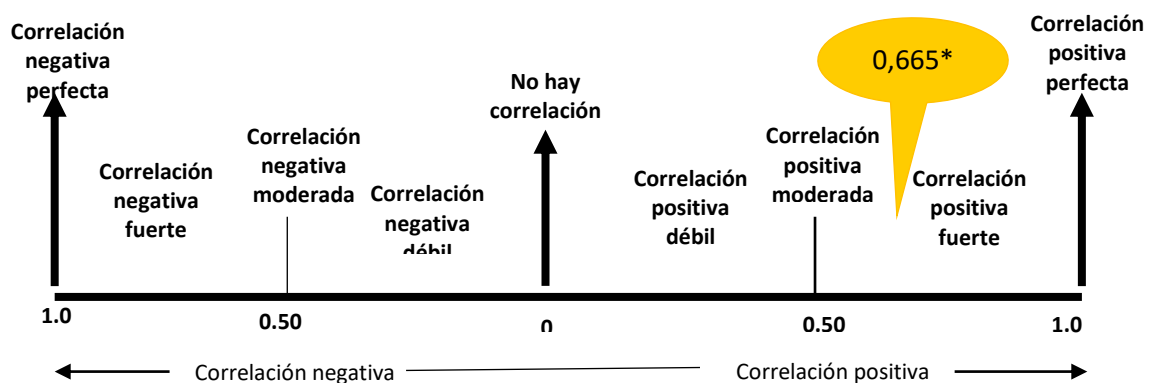 Correlación
negativa
perfecta
Correlación
negativa
fuerte
Correlación
negativa
moderada
Correlación
negativa
débil
No hay
correlación
Correlación
positiva
débil
Correlación
positiva
moderada
0,665*
Correlación
positiva
fuerte
Correlación
positiva
perfecta
1.0
0.50
0
0.50
1.0
Correlación negativa
Correlación positiva